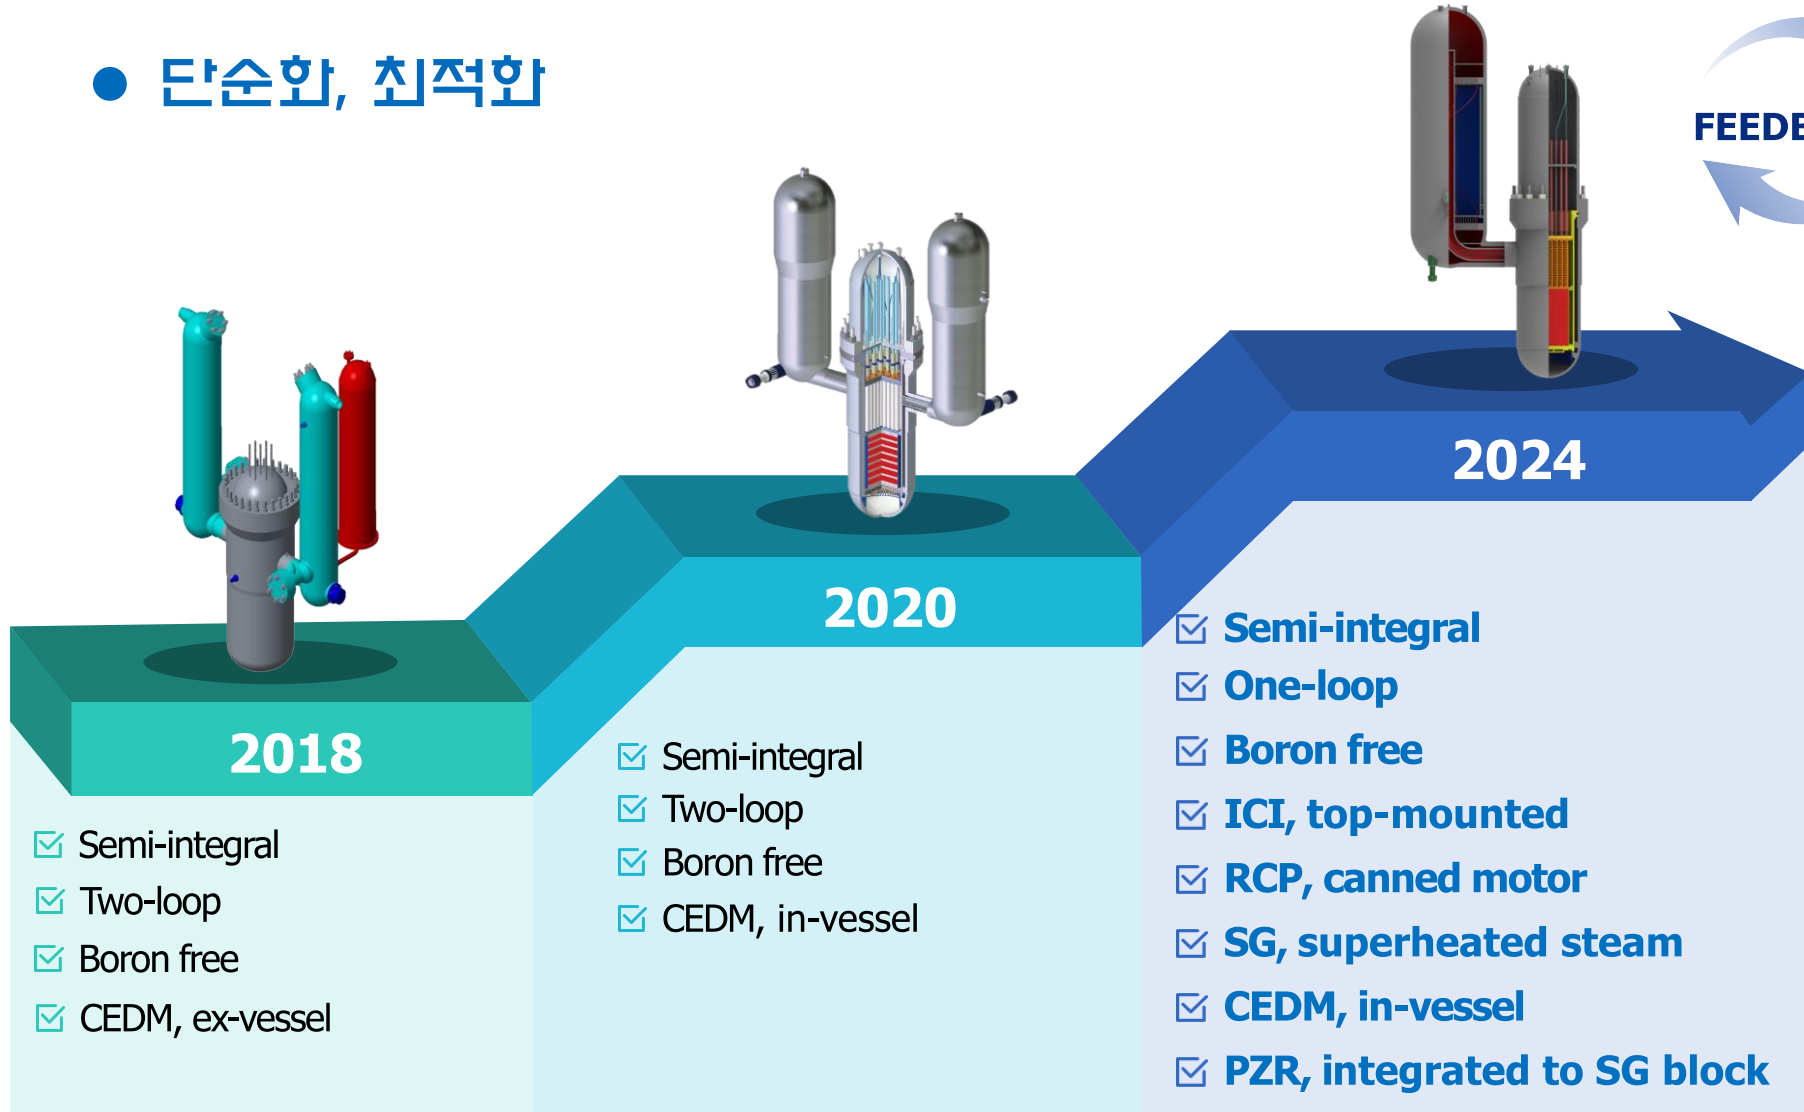 단순화, 최적화
FEEDB
2018
Semi-integral
Two-loop
Boron free
CEDM, ex-vessel
2020
Semi-integral
Two-loop
Boron free
CEDM, in-vessel
2024
Semi-integral
One-loop
Boron free
ICI, top-mounted
RCP, canned motor
SG, superheated steam
CEDM, in-vessel
PZR, integrated to SG block